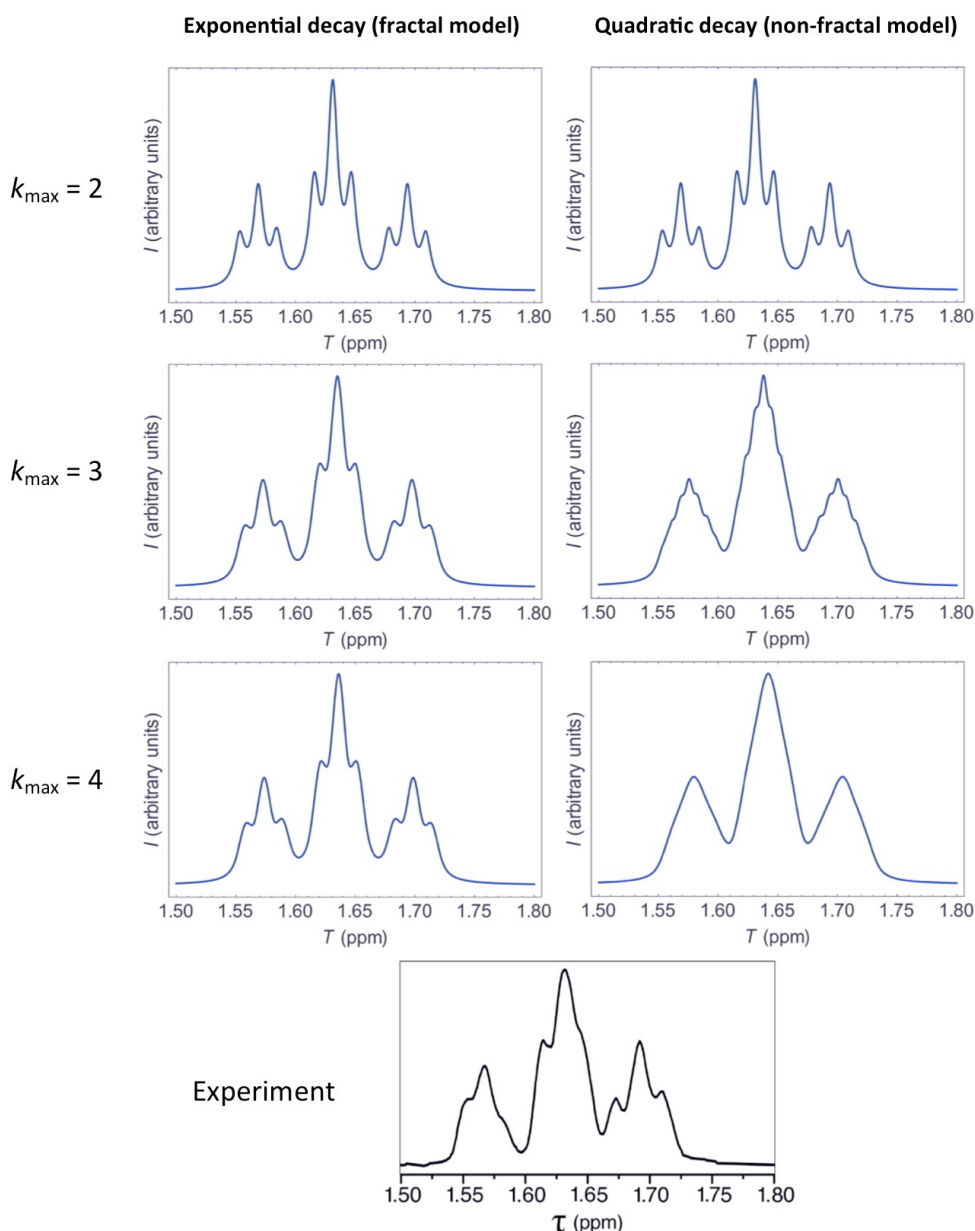 Exponential decay (fractal model) Quadratic decay (non-fractal model)
k_max = 2
I (arbitrary units)
1.50 1.55 1.60 1.65 1.70 1.75 1.80
T (ppm)
I (arbitrary units)
1.50 1.55 1.60 1.65 1.70 1.75 1.80
T (ppm)
k_max = 3
I (arbitrary units)
1.50 1.55 1.60 1.65 1.70 1.75 1.80
T (ppm)
I (arbitrary units)
1.50 1.55 1.60 1.65 1.70 1.75 1.80
T (ppm)
k_max = 4
I (arbitrary units)
1.50 1.55 1.60 1.65 1.70 1.75 1.80
T (ppm)
I (arbitrary units)
1.50 1.55 1.60 1.65 1.70 1.75 1.80
T (ppm)
Experiment
1.50 1.55 1.60 1.65 1.70 1.75 1.80
τ (ppm)